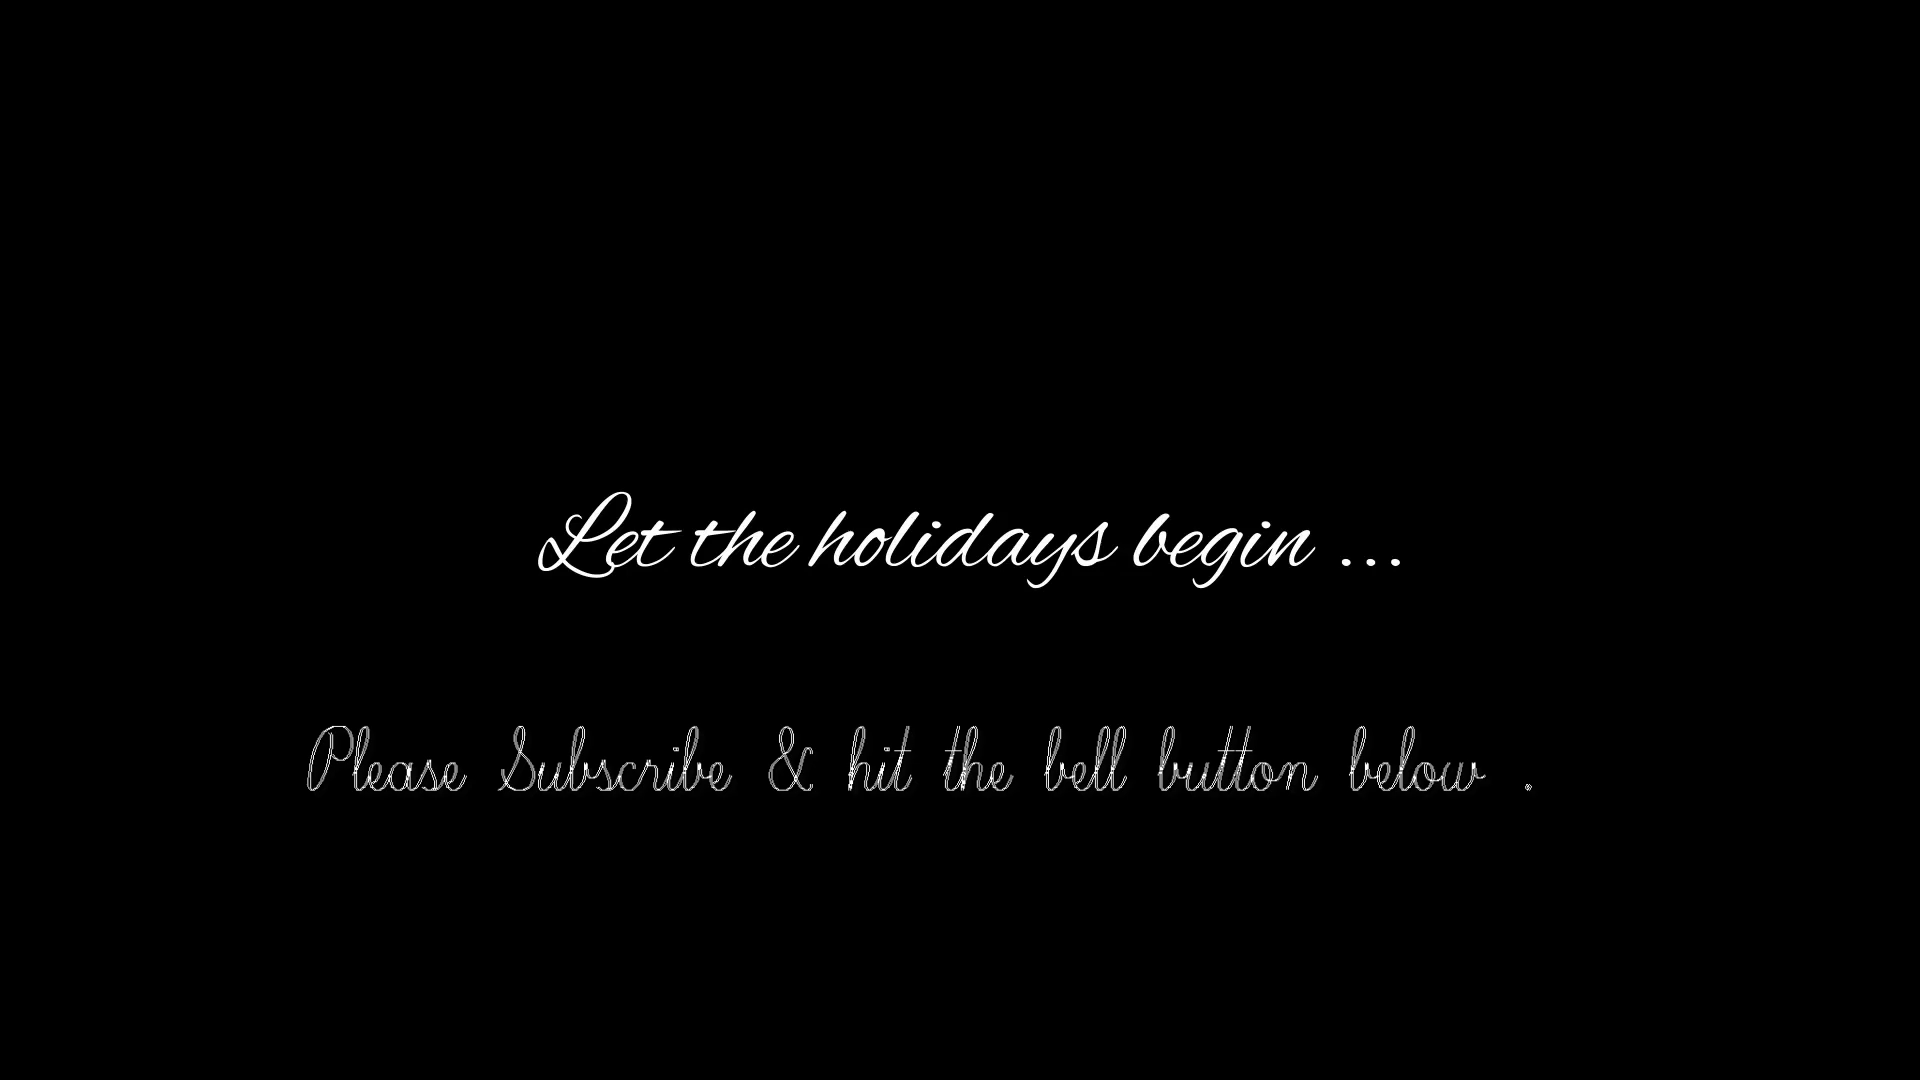 Let the holidays begin ...
Please Subscribe & hit the bell button below .